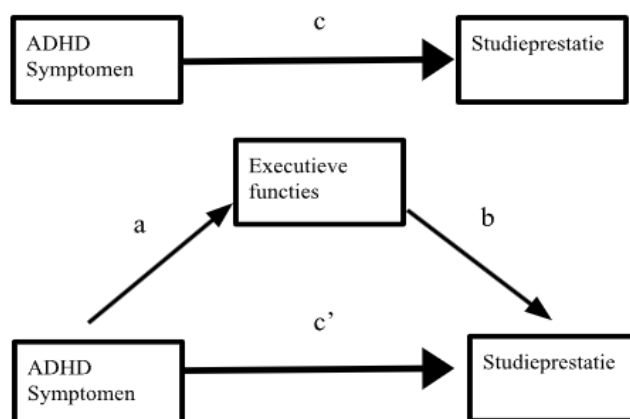 c
ADHD
Symptomen
Studieprestatie
Executieve
functies
a
b
c’
ADHD
Symptomen
Studieprestatie